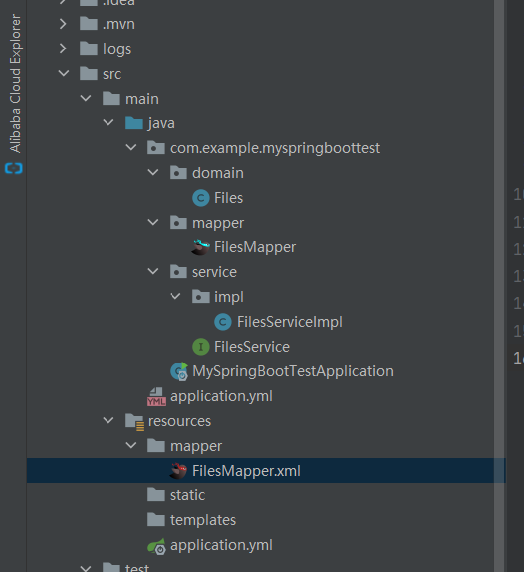 Alibaba Cloud Explorer
.idea
.mvn
logs
src
main
java
com.example.myspringboottest
domain
Files
mapper
FilesMapper
service
impl
FilesServiceImpl
FilesService
MySpringBootTestApplication
application.yml
resources
mapper
FilesMapper.xml
static
templates
application.yml
test